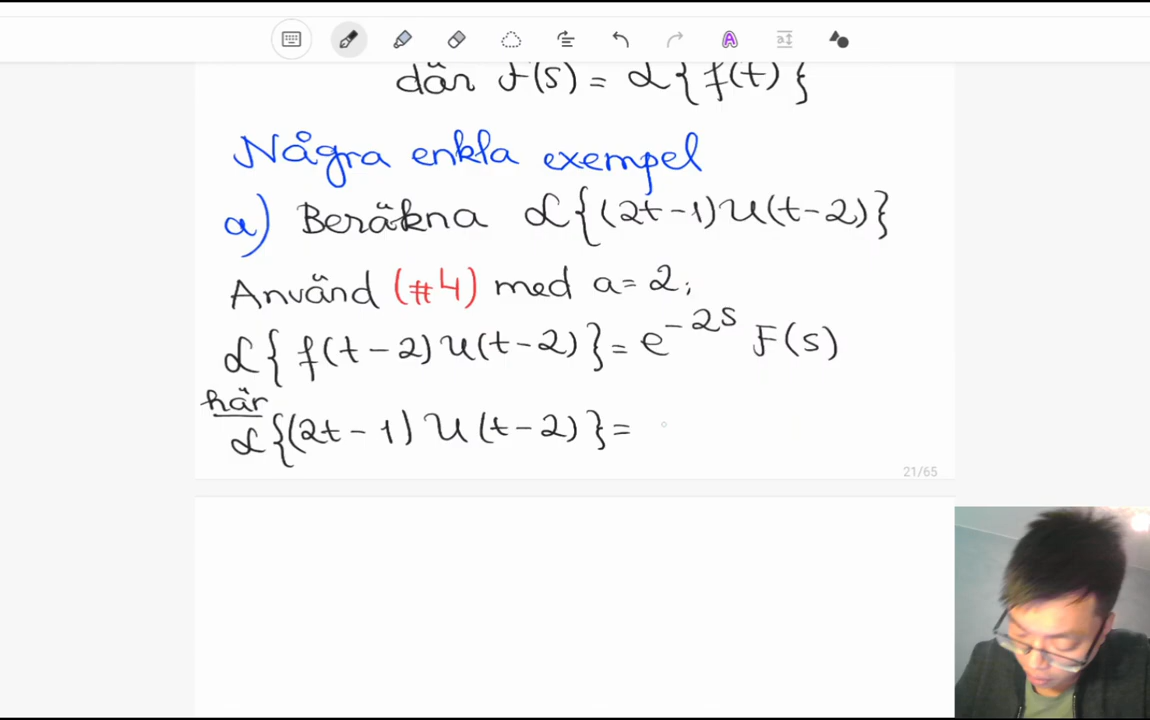 där F(s) = ℒ{f(t)}
Några enkla exempel
a) Beräkna ℒ{(2t-1)U(t-2)}
Använd (#4) med a=2;
ℒ{f(t-2)U(t-2)}=e^{-2s} F(s)
här
ℒ{(2t-1)U(t-2)}=
21/65